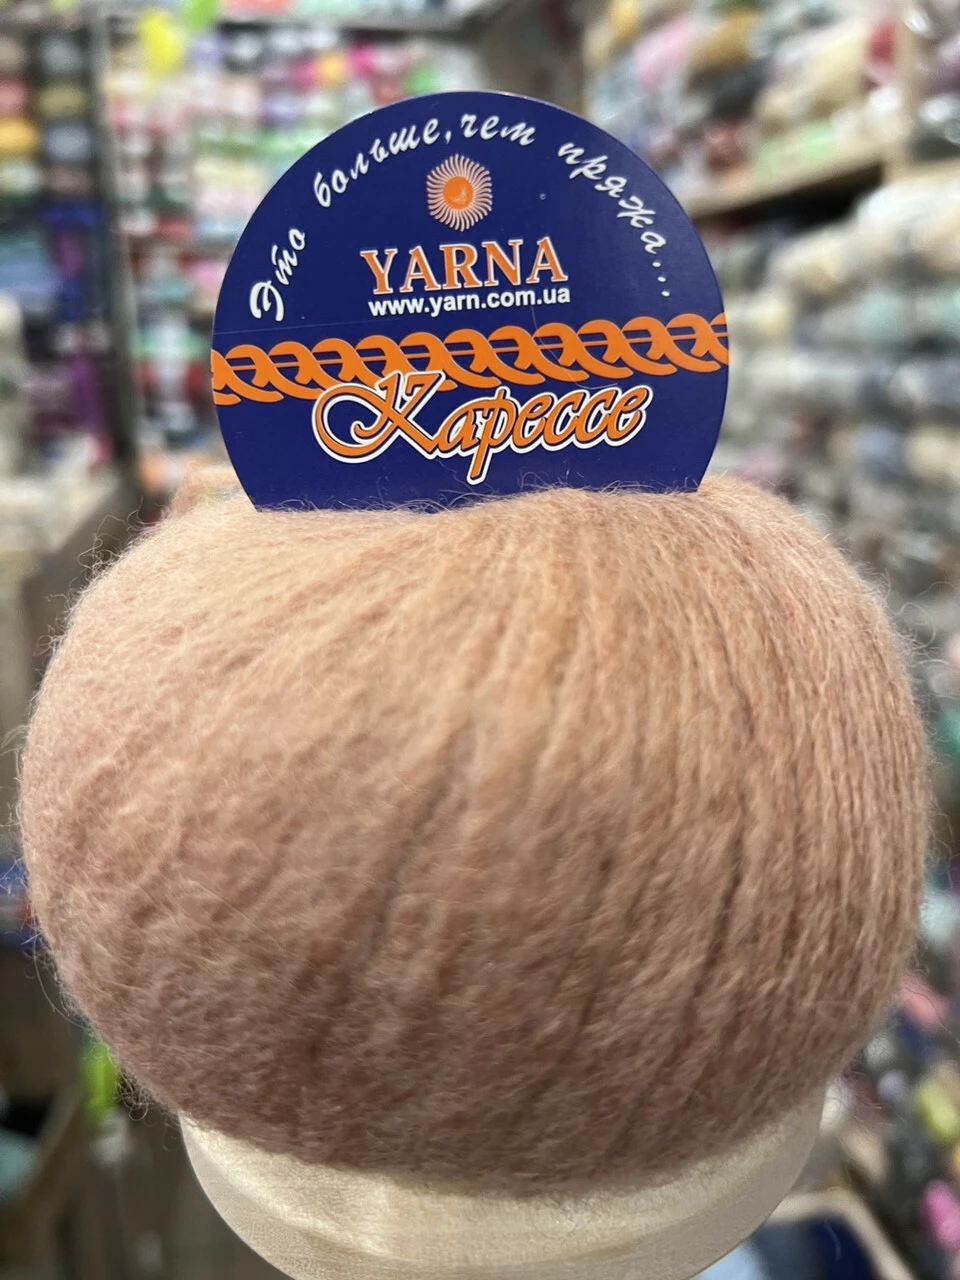 Это больше, чем пряжа...
YARNA
www.yarn.com.ua
Карессе